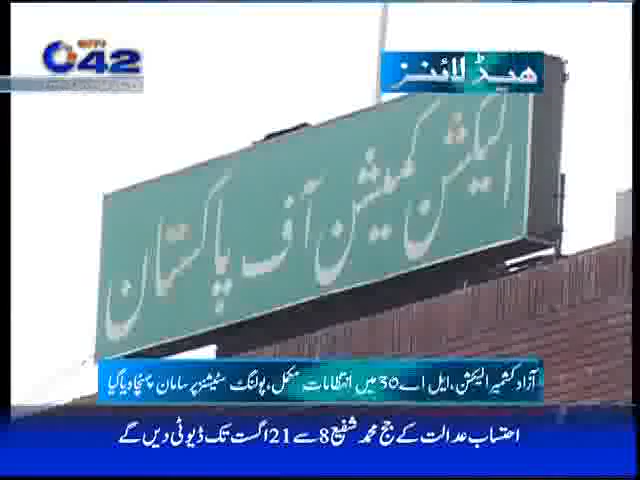 42
ھیڈ لائنز
الیکشن کمیشن آف پاکستان
آزاد کشمیر الیکشن، ایل اے 30 میں انتظامات مکمل، پولنگ سٹیشنز پر سامان پہنچا دیا گیا
احتساب عدالت کے جج محمد شفیع 8 سے 21 اگست تک ڈیوٹی دیں گے